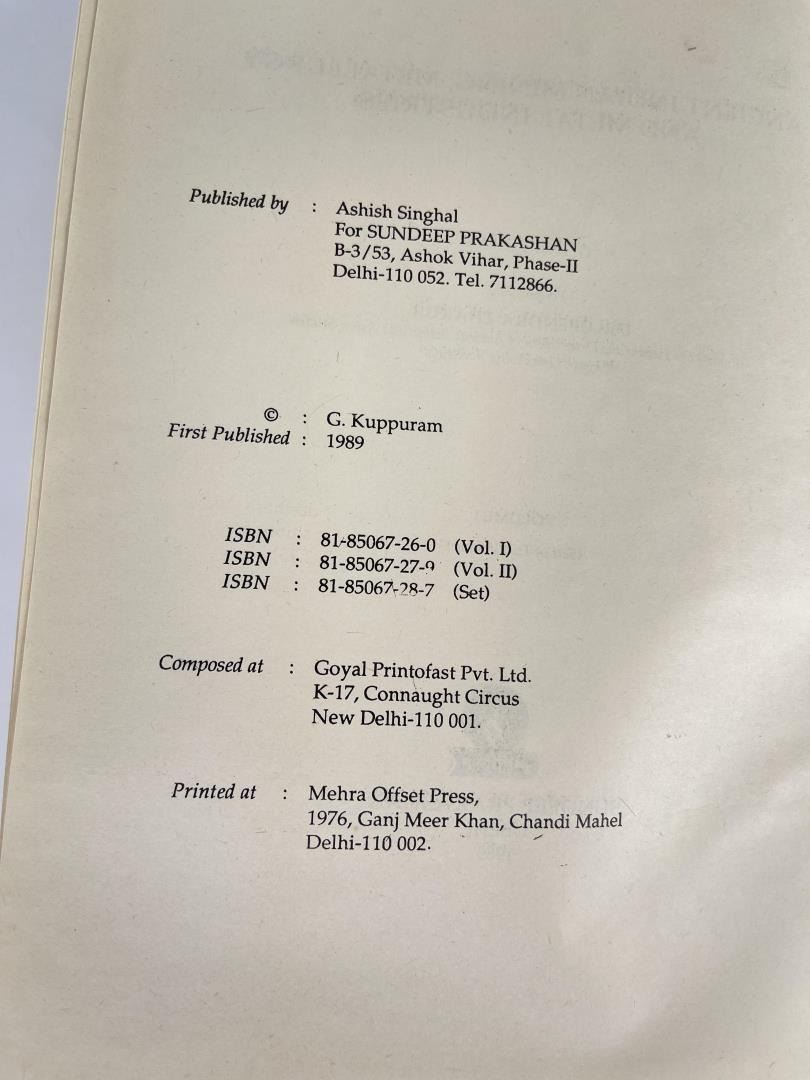 Published by : Ashish Singhal
For SUNDEEP PRAKASHAN
B-3/53, Ashok Vihar, Phase-II
Delhi-110 052. Tel. 7112866.
© : G. Kuppuram
First Published : 1989
ISBN : 81-85067-26-0 (Vol. I)
ISBN : 81-85067-27-9 (Vol. II)
ISBN : 81-85067-28-7 (Set)
Composed at : Goyal Printofast Pvt. Ltd.
K-17, Connaught Circus
New Delhi-110 001.
Printed at : Mehra Offset Press,
1976, Ganj Meer Khan, Chandi Mahel
Delhi-110 002.